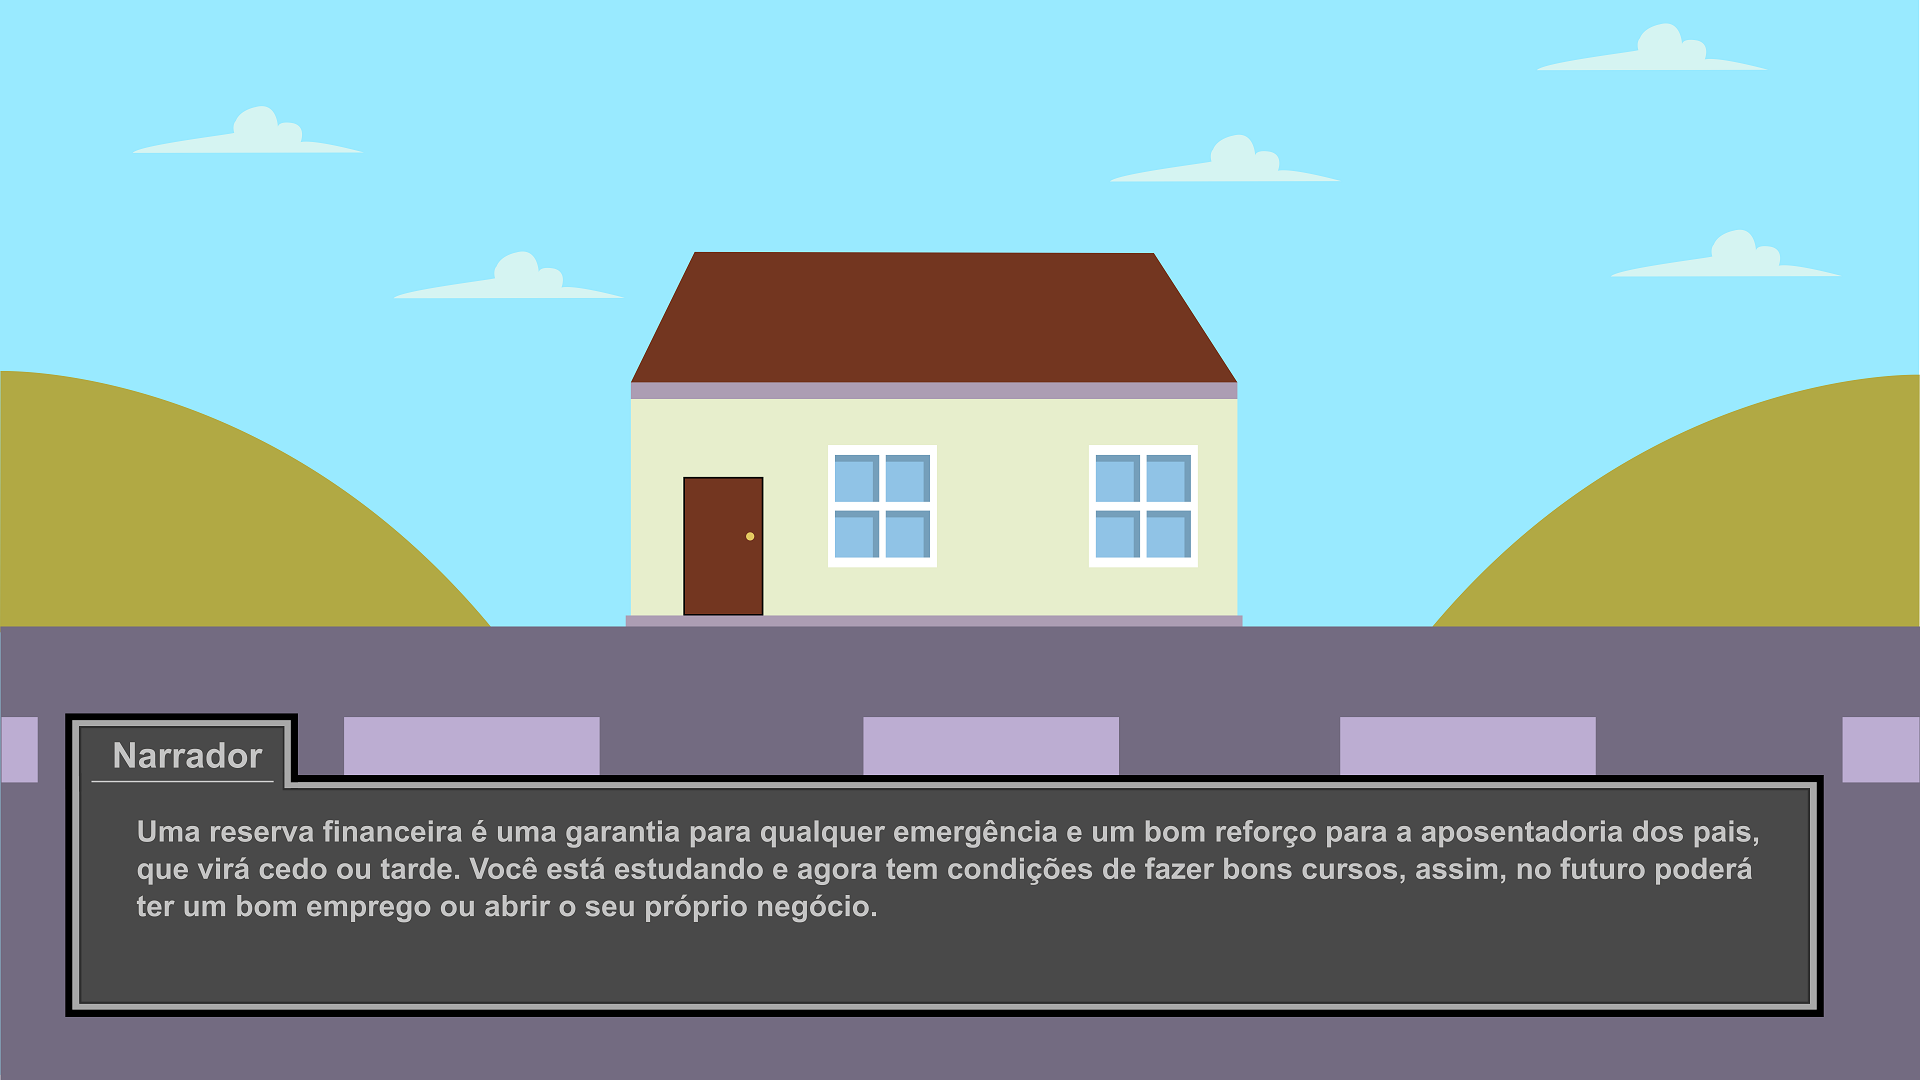 Narrador
Uma reserva financeira é uma garantia para qualquer emergência e um bom reforço para a aposentadoria dos pais,
que virá cedo ou tarde. Você está estudando e agora tem condições de fazer bons cursos, assim, no futuro poderá
ter um bom emprego ou abrir o seu próprio negócio.